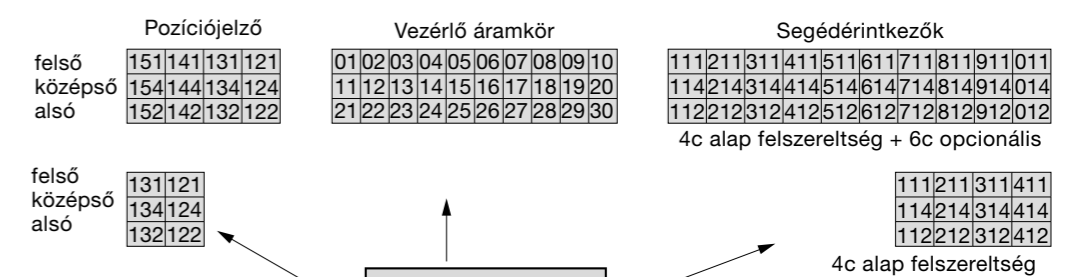 Pozíciójelző Vezérlő áramkör Segédérintkezők
felső 151 141 131 121 01 02 03 04 05 06 07 08 09 10 111 211 311 411 511 611 711 811 911 011
középső 154 144 134 124 11 12 13 14 15 16 17 18 19 20 114 214 314 414 514 614 714 814 914 014
alsó 152 142 132 122 21 22 23 24 25 26 27 28 29 30 112 212 312 412 512 612 712 812 912 012
4c alap felszereltség + 6c opcionális
felső 131 121 111 211 311 411
középső 134 124 114 214 314 414
alsó 132 122 112 212 312 412
4c alap felszereltség